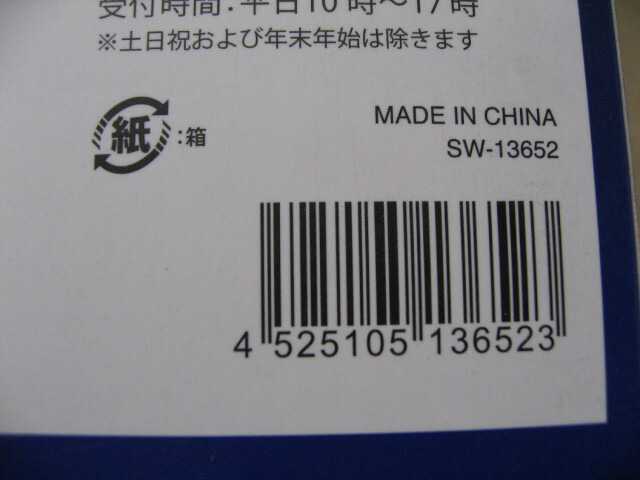 受付時間：平日10時～17時
※土日祝および年末年始は除きます
紙：箱
MADE IN CHINA
SW-13652
4 525105 136523